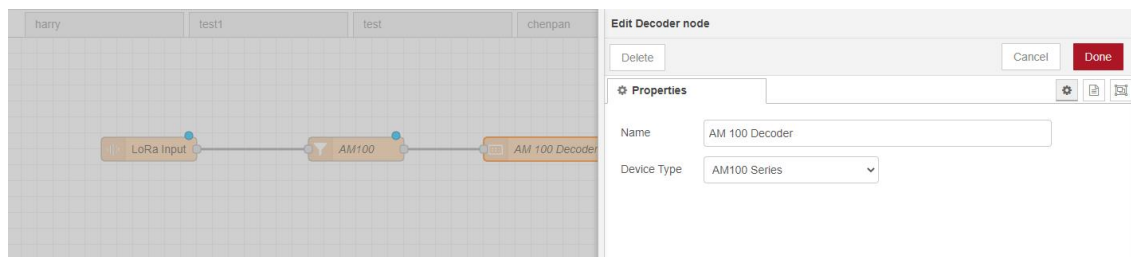 harry
test1
test
chenpan
LoRa Input
AM100
AM 100 Decoder
Edit Decoder node
Delete
Cancel
Done
Properties
Name
AM 100 Decoder
Device Type
AM100 Series